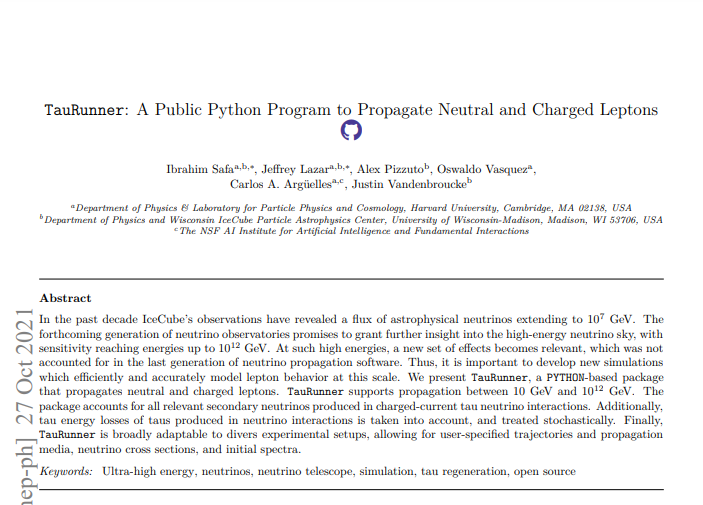 TauRunner: A Public Python Program to Propagate Neutral and Charged Leptons
Ibrahim Safa^a,b,∗, Jeffrey Lazar^a,b,∗, Alex Pizzuto^b, Oswaldo Vasquez^a,
Carlos A. Argüelles^a,c, Justin Vandenbroucke^b
^a Department of Physics & Laboratory for Particle Physics and Cosmology, Harvard University, Cambridge, MA 02138, USA
^b Department of Physics and Wisconsin IceCube Particle Astrophysics Center, University of Wisconsin-Madison, Madison, WI 53706, USA
^c The NSF AI Institute for Artificial Intelligence and Fundamental Interactions
Abstract
In the past decade IceCube's observations have revealed a flux of astrophysical neutrinos extending to 10^7 GeV. The
forthcoming generation of neutrino observatories promises to grant further insight into the high-energy neutrino sky, with
sensitivity reaching energies up to 10^12 GeV. At such high energies, a new set of effects becomes relevant, which was not
accounted for in the last generation of neutrino propagation software. Thus, it is important to develop new simulations
which efficiently and accurately model lepton behavior at this scale. We present TauRunner, a PYTHON-based package
that propagates neutral and charged leptons. TauRunner supports propagation between 10 GeV and 10^12 GeV. The
package accounts for all relevant secondary neutrinos produced in charged-current tau neutrino interactions. Additionally,
tau energy losses of taus produced in neutrino interactions is taken into account, and treated stochastically. Finally,
TauRunner is broadly adaptable to divers experimental setups, allowing for user-specified trajectories and propagation
media, neutrino cross sections, and initial spectra.
Keywords: Ultra-high energy, neutrinos, neutrino telescope, simulation, tau regeneration, open source
ep-ph] 27 Oct 2021